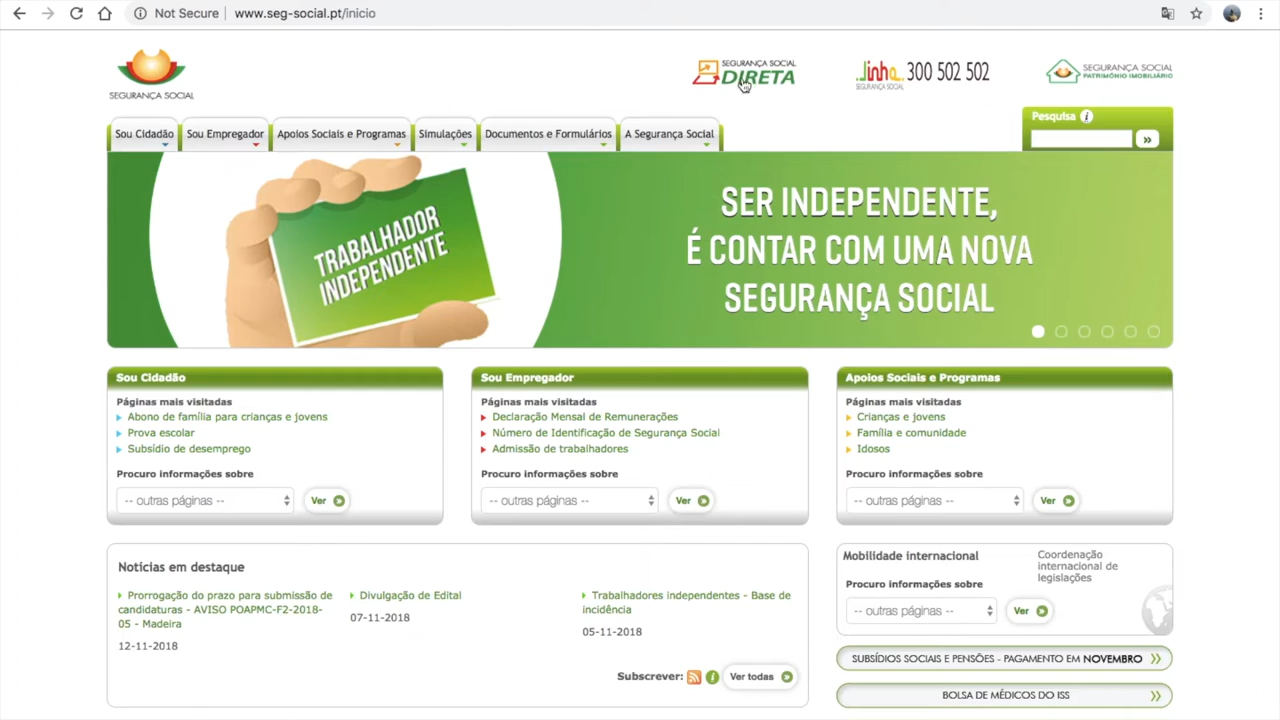 Not Secure
www.seg-social.pt/inicio
SEGURANÇA SOCIAL
SEGURANÇA SOCIAL
DIRETA
linha
SEGURANÇA SOCIAL
300 502 502
SEGURANÇA SOCIAL
PATRIMÓNIO IMOBILIÁRIO
Sou Cidadão
Sou Empregador
Apoios Sociais e Programas
Simulações
Documentos e Formulários
A Segurança Social
Pesquisa i
»
TRABALHADOR
INDEPENDENTE
SER INDEPENDENTE,
É CONTAR COM UMA NOVA
SEGURANÇA SOCIAL
Sou Cidadão
Páginas mais visitadas
Abono de família para crianças e jovens
Prova escolar
Subsídio de desemprego
Procuro informações sobre
-- outras páginas --
Ver
Sou Empregador
Páginas mais visitadas
Declaração Mensal de Remunerações
Número de Identificação de Segurança Social
Admissão de trabalhadores
Procuro informações sobre
-- outras páginas --
Ver
Apoios Sociais e Programas
Páginas mais visitadas
Crianças e jovens
Família e comunidade
Idosos
Procuro informações sobre
-- outras páginas --
Ver
Notícias em destaque
Prorrogação do prazo para submissão de
candidaturas - AVISO POAPMC-F2-2018-
05 - Madeira
12-11-2018
Divulgação de Edital
07-11-2018
Trabalhadores independentes - Base de
incidência
05-11-2018
Subscrever:
i
Ver todas
Mobilidade internacional
Procuro informações sobre
-- outras páginas --
Ver
Coordenação
internacional de
legislações
SUBSÍDIOS SOCIAIS E PENSÕES - PAGAMENTO EM NOVEMBRO
BOLSA DE MÉDICOS DO ISS